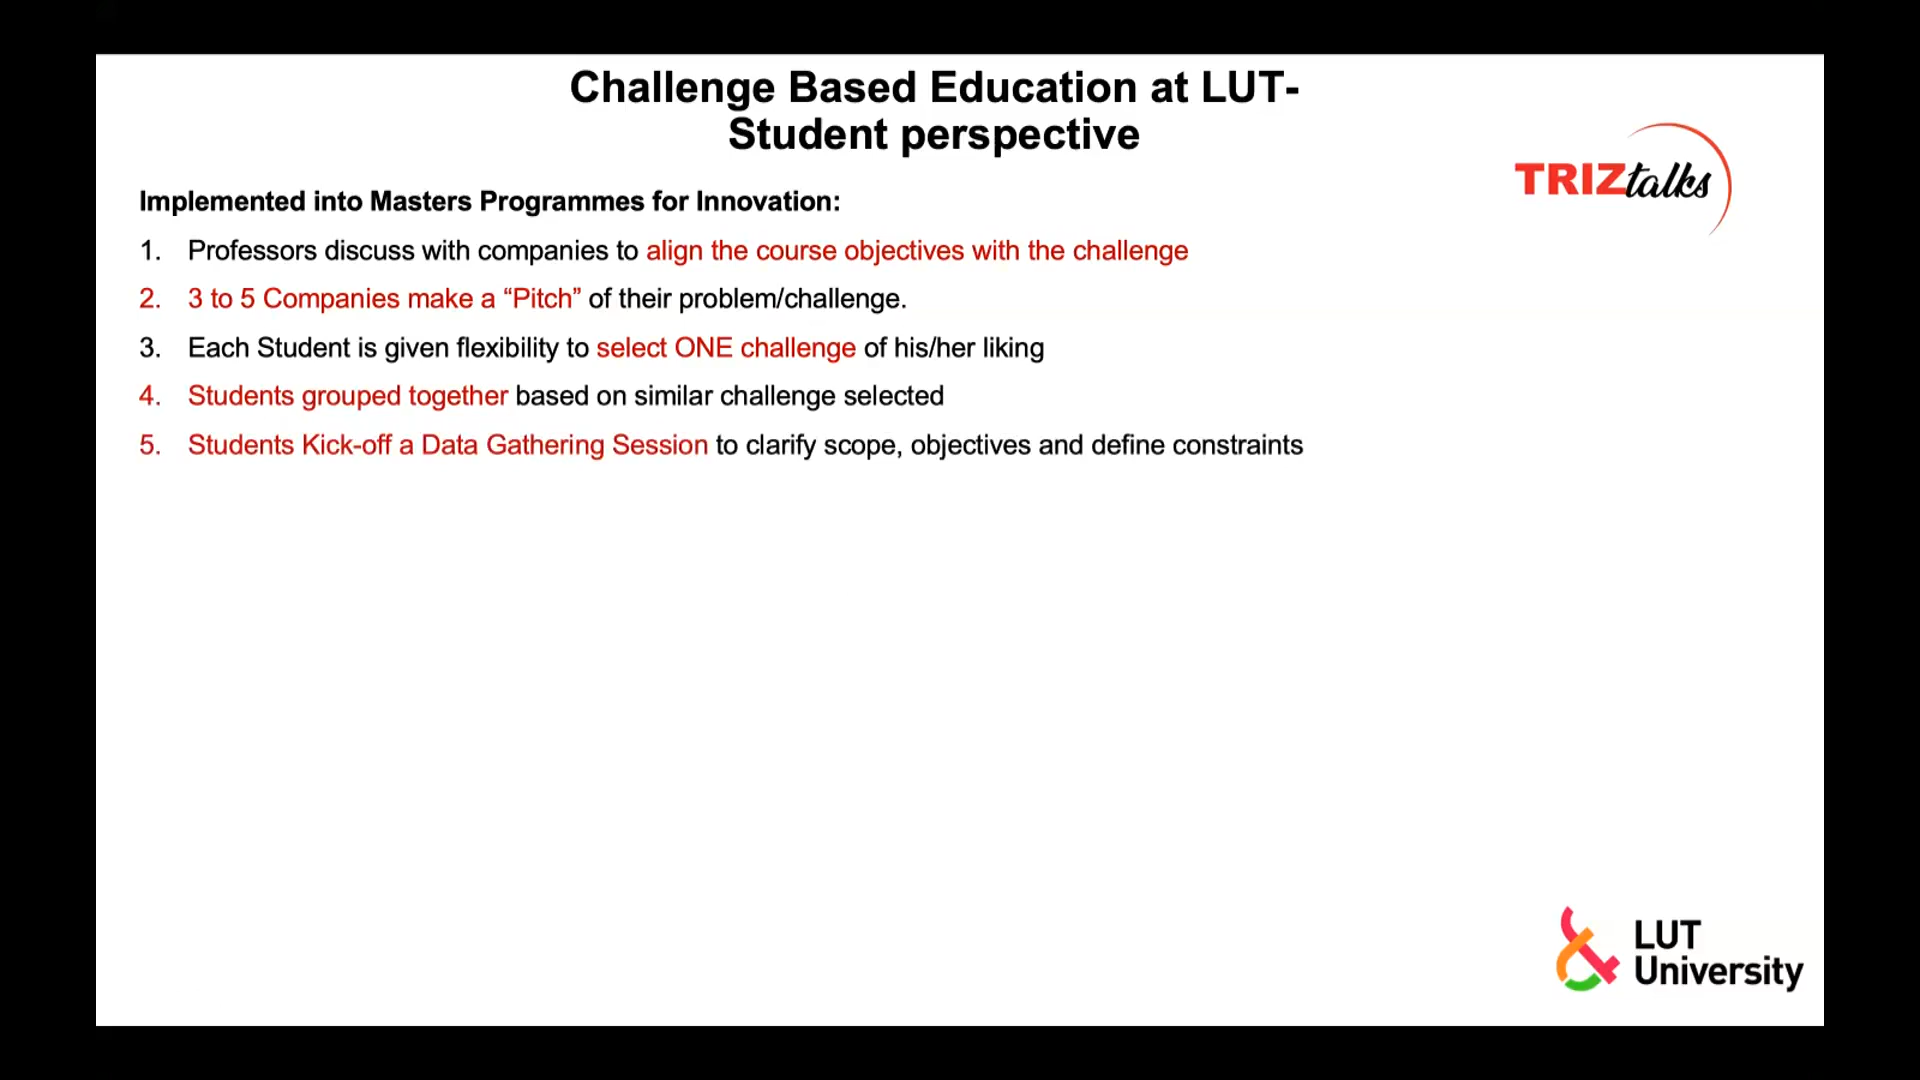 Challenge Based Education at LUT-
Student perspective
TRIZtalks
Implemented into Masters Programmes for Innovation:
1. Professors discuss with companies to align the course objectives with the challenge
2. 3 to 5 Companies make a “Pitch” of their problem/challenge.
3. Each Student is given flexibility to select ONE challenge of his/her liking
4. Students grouped together based on similar challenge selected
5. Students Kick-off a Data Gathering Session to clarify scope, objectives and define constraints
LUT
University